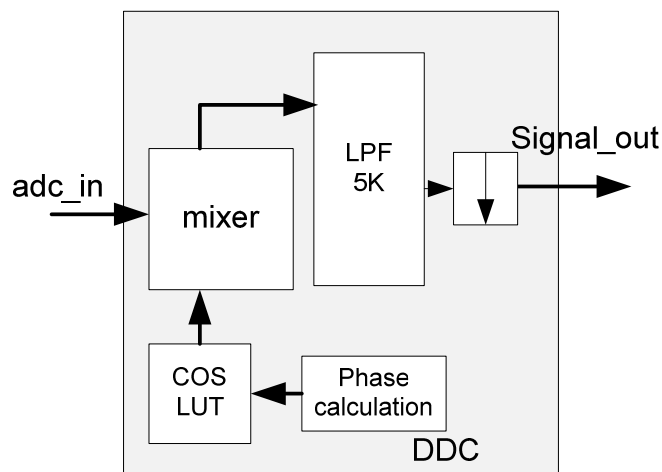 adc_in
mixer
LPF
5K
Signal_out
COS
LUT
Phase
calculation
DDC